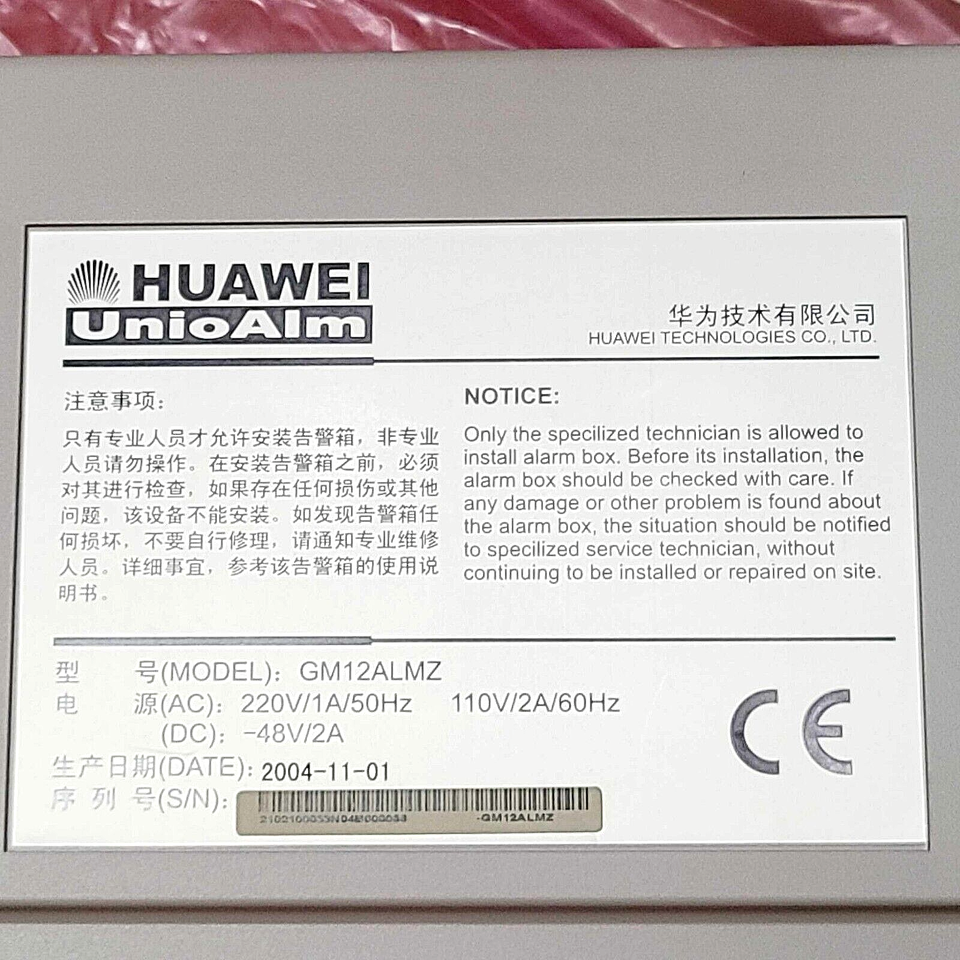 HUAWEI
UnioAlm
华为技术有限公司
HUAWEI TECHNOLOGIES CO., LTD.
注意事项:
只有专业人员才允许安装告警箱，非专业
人员请勿操作。在安装告警箱之前，必须
对其进行检查，如果存在任何损伤或其他
问题，该设备不能安装。如发现告警箱任
何损坏，不要自行修理，请通知专业维修
人员。详细事宜，参考该告警箱的使用说
明书。
NOTICE:
Only the specilized technician is allowed to
install alarm box. Before its installation, the
alarm box should be checked with care. If
any damage or other problem is found about
the alarm box, the situation should be notified
to specilized service technician, without
continuing to be installed or repaired on site.
型 号(MODEL): GM12ALMZ
电 源(AC): 220V/1A/50Hz 110V/2A/60Hz
(DC): -48V/2A
生产日期(DATE): 2004-11-01
序 列 号(S/N):
-GM12ALMZ
CE